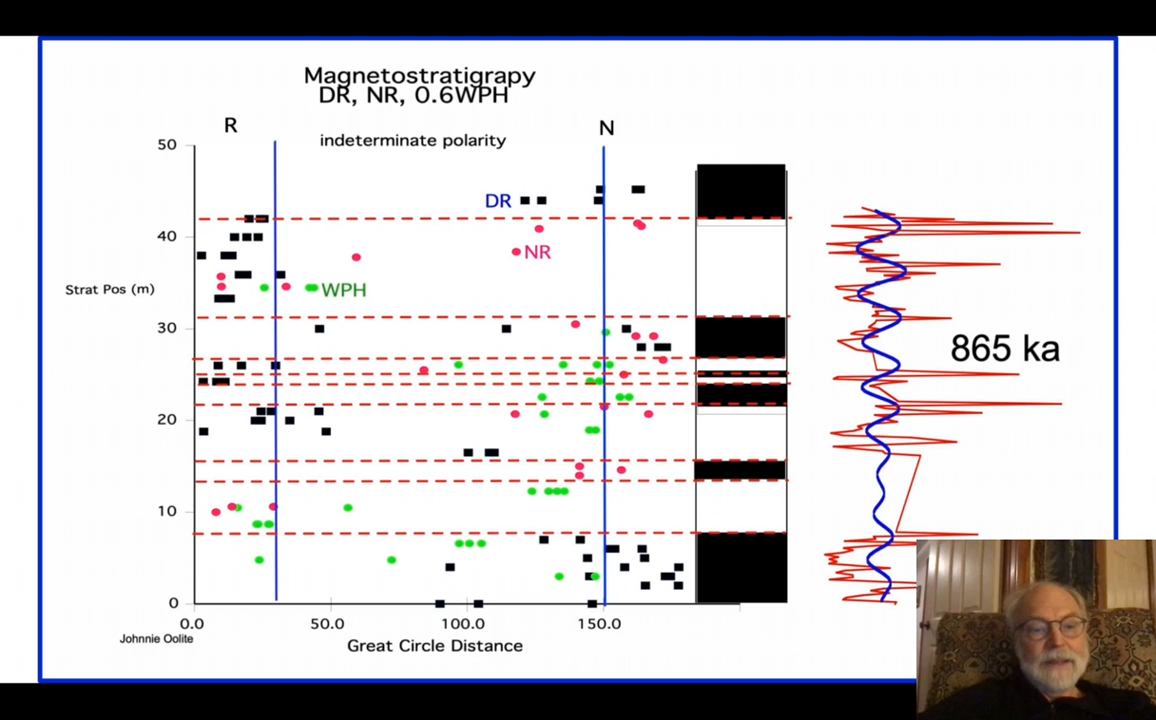 Magnetostratigrapy
DR, NR, 0.6WPH
R
N
indeterminate polarity
50
DR
40
NR
Strat Pos (m)
WPH
30
865 ka
20
10
0
0.0
50.0
100.0
150.0
Johnnie Oolite
Great Circle Distance